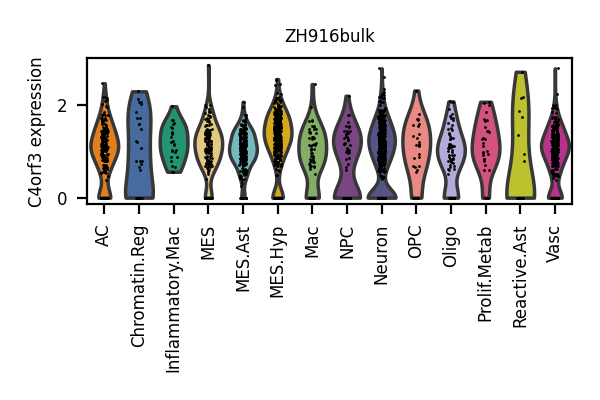 ZH916bulk
C4orf3 expression
2
0
AC
Chromatin.Reg
Inflammatory.Mac
MES
MES.Ast
MES.Hyp
Mac
NPC
Neuron
OPC
Oligo
Prolif.Metab
Reactive.Ast
Vasc